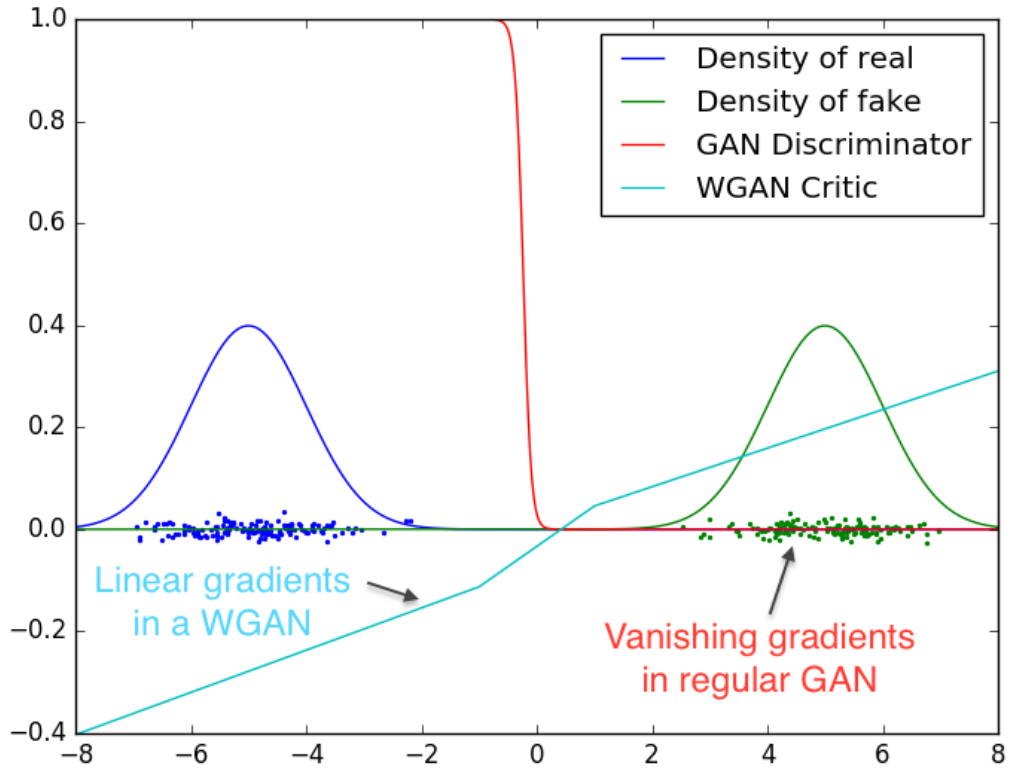 1.0
0.8
0.6
0.4
0.2
0.0
−0.2
−0.4
Density of real
Density of fake
GAN Discriminator
WGAN Critic
Linear gradients
in a WGAN
Vanishing gradients
in regular GAN
−8
−6
−4
−2
0
2
4
6
8